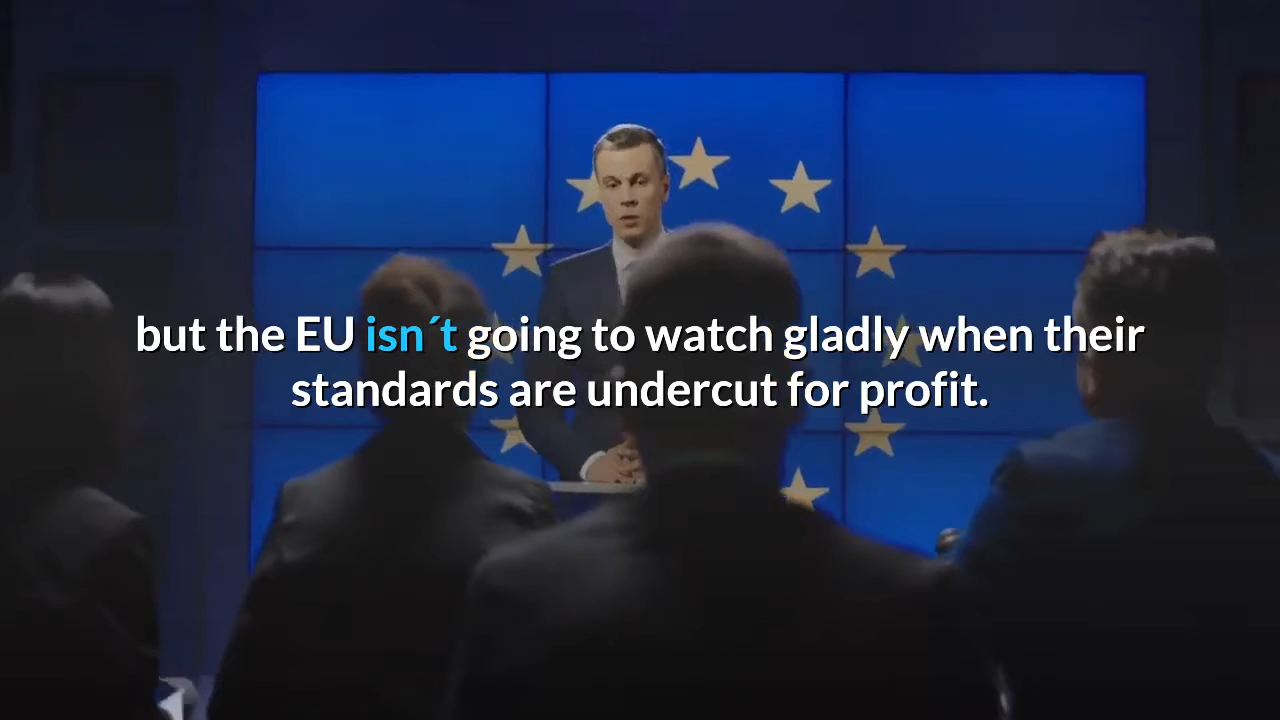 but the EU isn´t going to watch gladly when their
standards are undercut for profit.